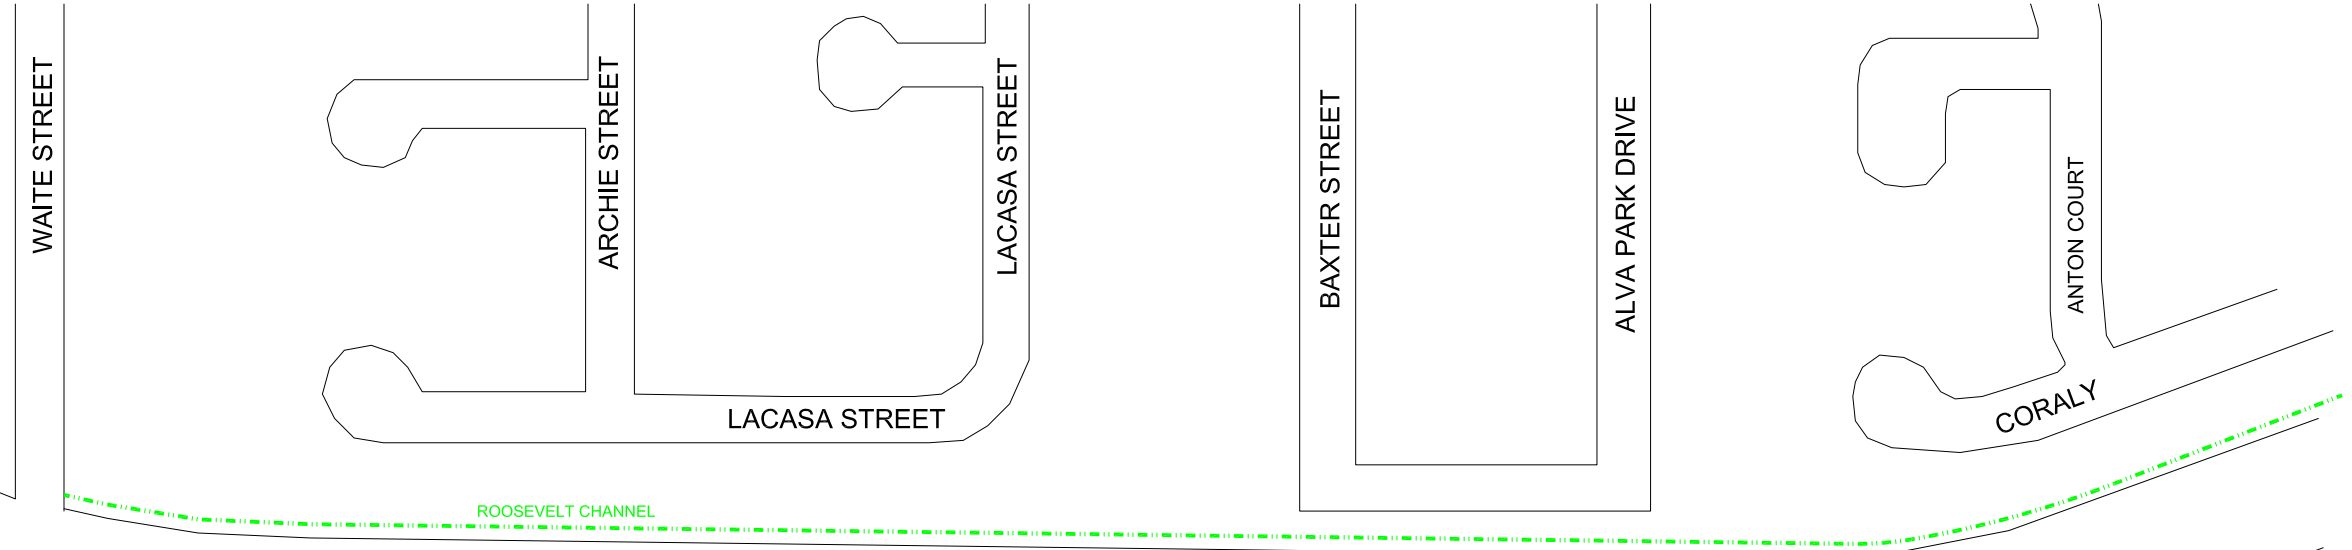 WAITE STREET
ARCHIE STREET
LACASA STREET
BAXTER STREET
ALVA PARK DRIVE
ANTON COURT
LACASA STREET
CORALY
ROOSEVELT CHANNEL